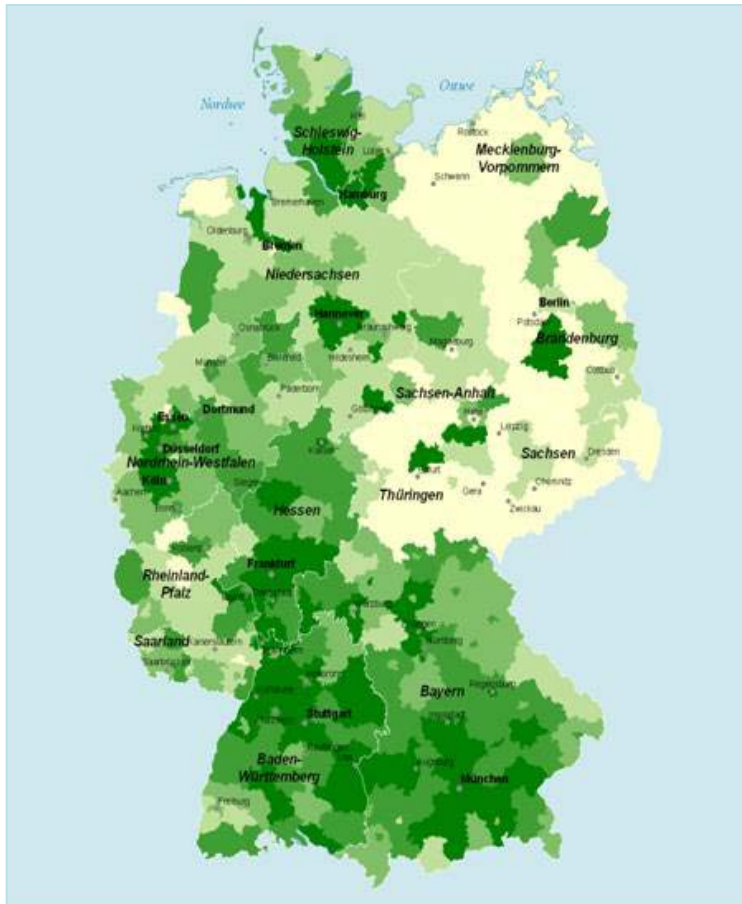 Nordsee
Ostsee
Kiel
Schleswig-
Holstein
Lübeck
Rostock
Mecklenburg-
Vorpommern
Schwerin
Hamburg
Bremerhaven
Oldenburg
Bremen
Niedersachsen
Hannover
Braunschweig
Osnabrück
Bielefeld
Hildesheim
Magdeburg
Berlin
Potsdam
Brandenburg
Cottbus
Münster
Paderborn
Sachsen-Anhalt
Halle
Leipzig
Essen
Dortmund
Düsseldorf
Nordrhein-Westfalen
Köln
Kassel
Sachsen
Dresden
Erfurt
Thüringen
Gera
Chemnitz
Zwickau
Aachen
Bonn
Siegen
Hessen
Koblenz
Rheinland-
Pfalz
Frankfurt
Würzburg
Saarland
Kaiserslautern
Saarbrücken
Nürnberg
Bayern
Regensburg
Stuttgart
Baden-
Württemberg
Augsburg
München
Freiburg